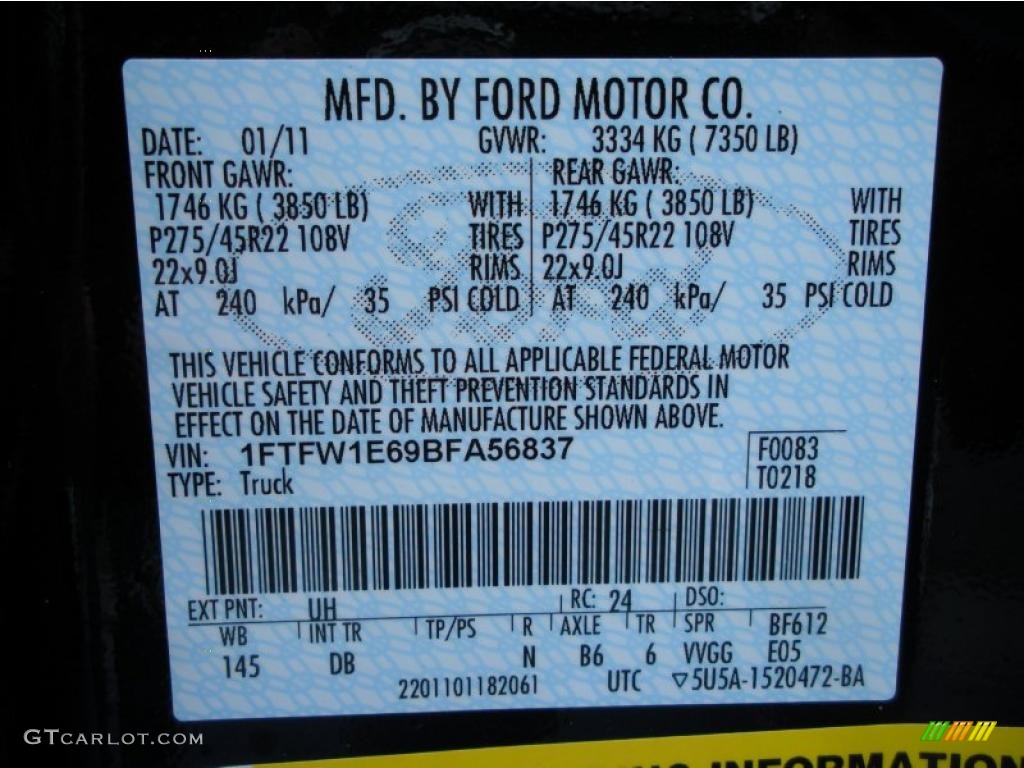 MFD. BY FORD MOTOR CO.
DATE: 01/11 GVWR: 3334 KG ( 7350 LB)
FRONT GAWR: REAR GAWR:
1746 KG ( 3850 LB) WITH 1746 KG ( 3850 LB) WITH
P275/45R22 108V TIRES P275/45R22 108V TIRES
22x9.0J RIMS 22x9.0J RIMS
AT 240 kPa/ 35 PSI COLD AT 240 kPa/ 35 PSI COLD
THIS VEHICLE CONFORMS TO ALL APPLICABLE FEDERAL MOTOR
VEHICLE SAFETY AND THEFT PREVENTION STANDARDS IN
EFFECT ON THE DATE OF MANUFACTURE SHOWN ABOVE.
VIN: 1FTFW1E69BFA56837 F0083
TYPE: Truck T0218
EXT PNT: UH RC: 24 DSO:
WB INT TR TP/PS R AXLE TR SPR BF612
145 DB N B6 6 VVGG E05
2201101182061 UTC ▽5U5A-1520472-BA
GTCARLOT.COM
INFORMATION